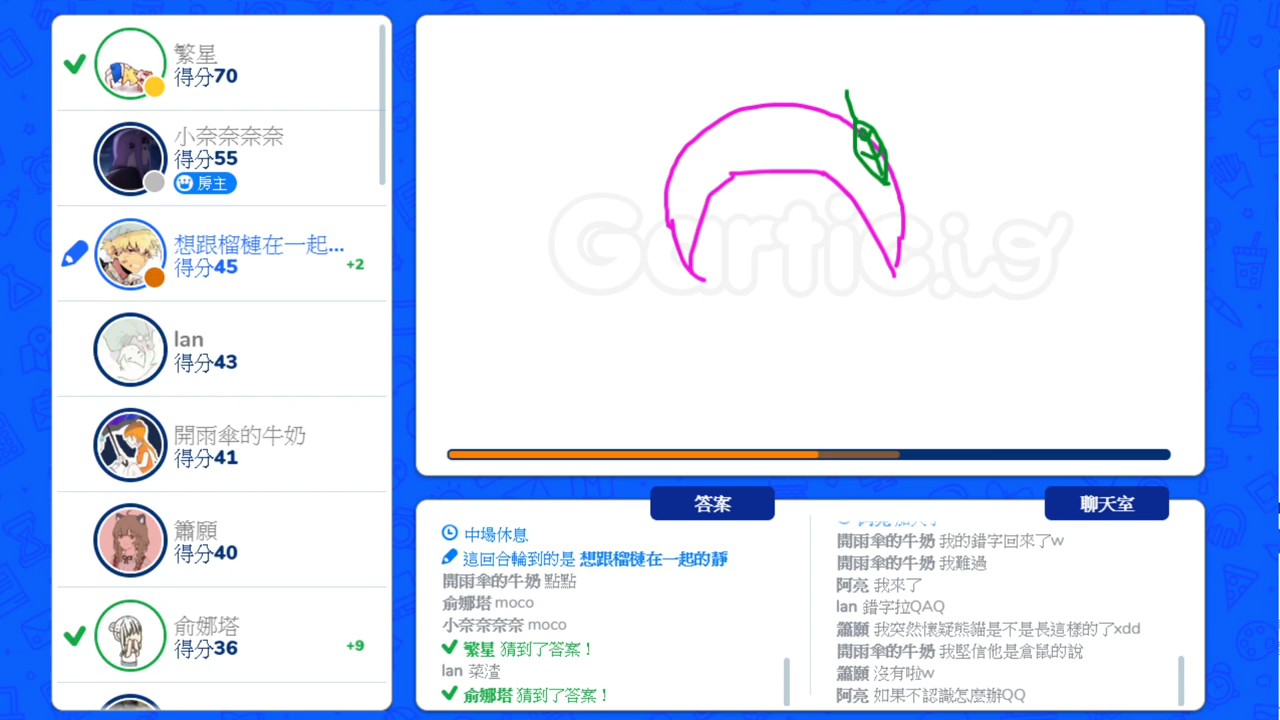 繁星
得分70
小奈奈奈奈
得分55
房主
想跟榴槤在一起...
得分45
+2
lan
得分43
開雨傘的牛奶
得分41
簫願
得分40
俞娜塔
得分36
+9
Gartic.io
答案
中場休息
這回合輪到的是 想跟榴槤在一起的靜
開雨傘的牛奶 點點
俞娜塔 moco
小奈奈奈奈 moco
繁星 猜到了答案！
lan 菜渣
俞娜塔 猜到了答案！
聊天室
阿亮 加入了
開雨傘的牛奶 我的錯字回來了w
開雨傘的牛奶 我難過
阿亮 我來了
lan 錯字拉QAQ
簫願 我突然懷疑熊貓是不是長這樣的了xdd
開雨傘的牛奶 我堅信他是倉鼠的說
簫願 沒有啦w
阿亮 如果不認識怎麼辦QQ